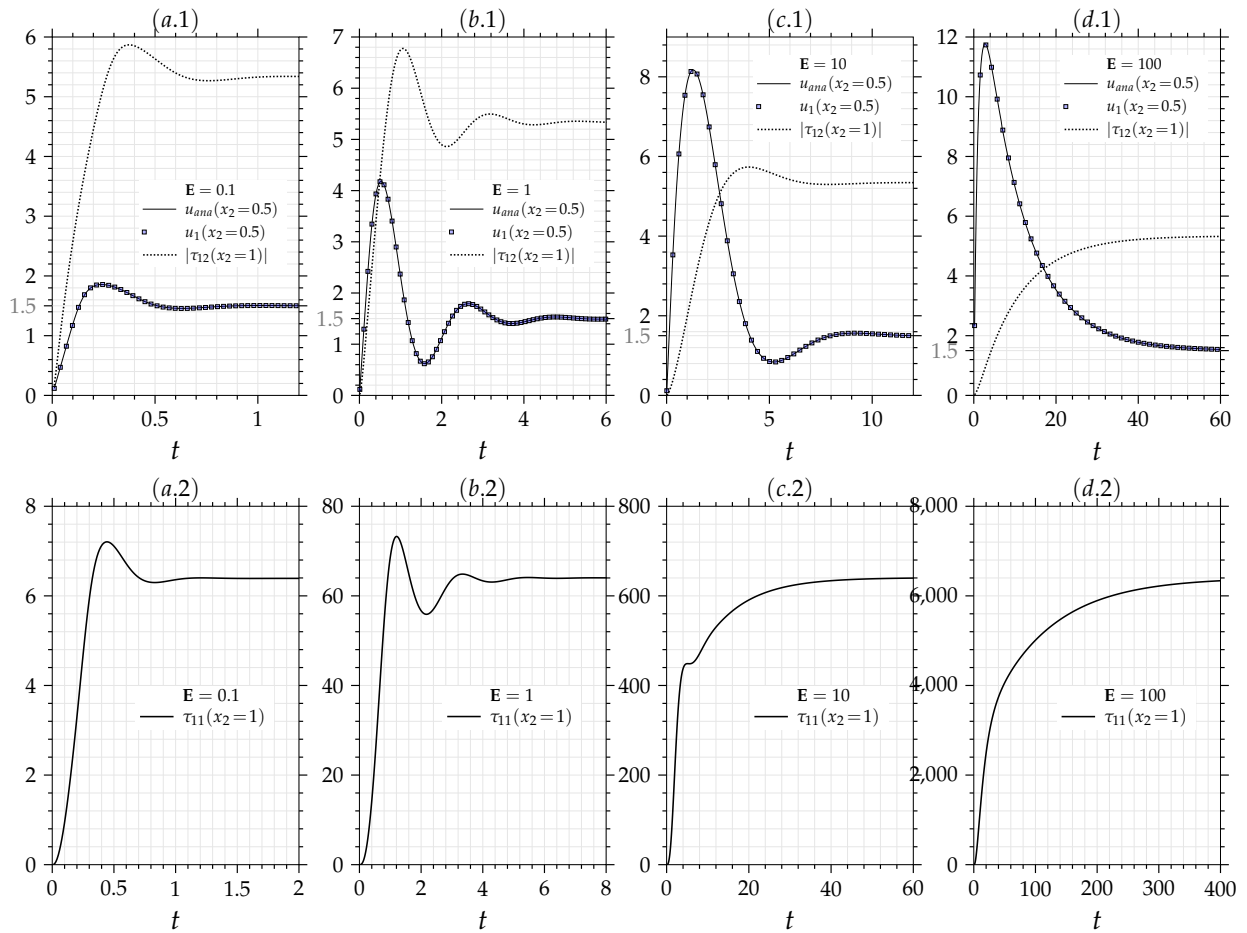 (a.1)
6
5
4
3
2
1.5
1
0
E = 0.1
u_ana(x_2=0.5)
u_1(x_2=0.5)
|τ_12(x_2=1)|
0 0.5 1
t
(b.1)
7
6
5
4
3
2
1.5
1
0
E = 1
u_ana(x_2=0.5)
u_1(x_2=0.5)
|τ_12(x_2=1)|
0 2 4 6
t
(c.1)
8
6
4
2
1.5
0
E = 10
u_ana(x_2=0.5)
u_1(x_2=0.5)
|τ_12(x_2=1)|
0 5 10
t
(d.1)
12
10
8
6
4
2
1.5
0
E = 100
u_ana(x_2=0.5)
u_1(x_2=0.5)
|τ_12(x_2=1)|
0 20 40 60
t
(a.2)
8
6
4
2
0
E = 0.1
τ_11(x_2=1)
0 0.5 1 1.5 2
t
(b.2)
80
60
40
20
0
E = 1
τ_11(x_2=1)
0 2 4 6 8
t
(c.2)
800
600
400
200
0
E = 10
τ_11(x_2=1)
0 20 40 60
t
(d.2)
8,000
6,000
4,000
2,000
0
E = 100
τ_11(x_2=1)
0 100 200 300 400
t